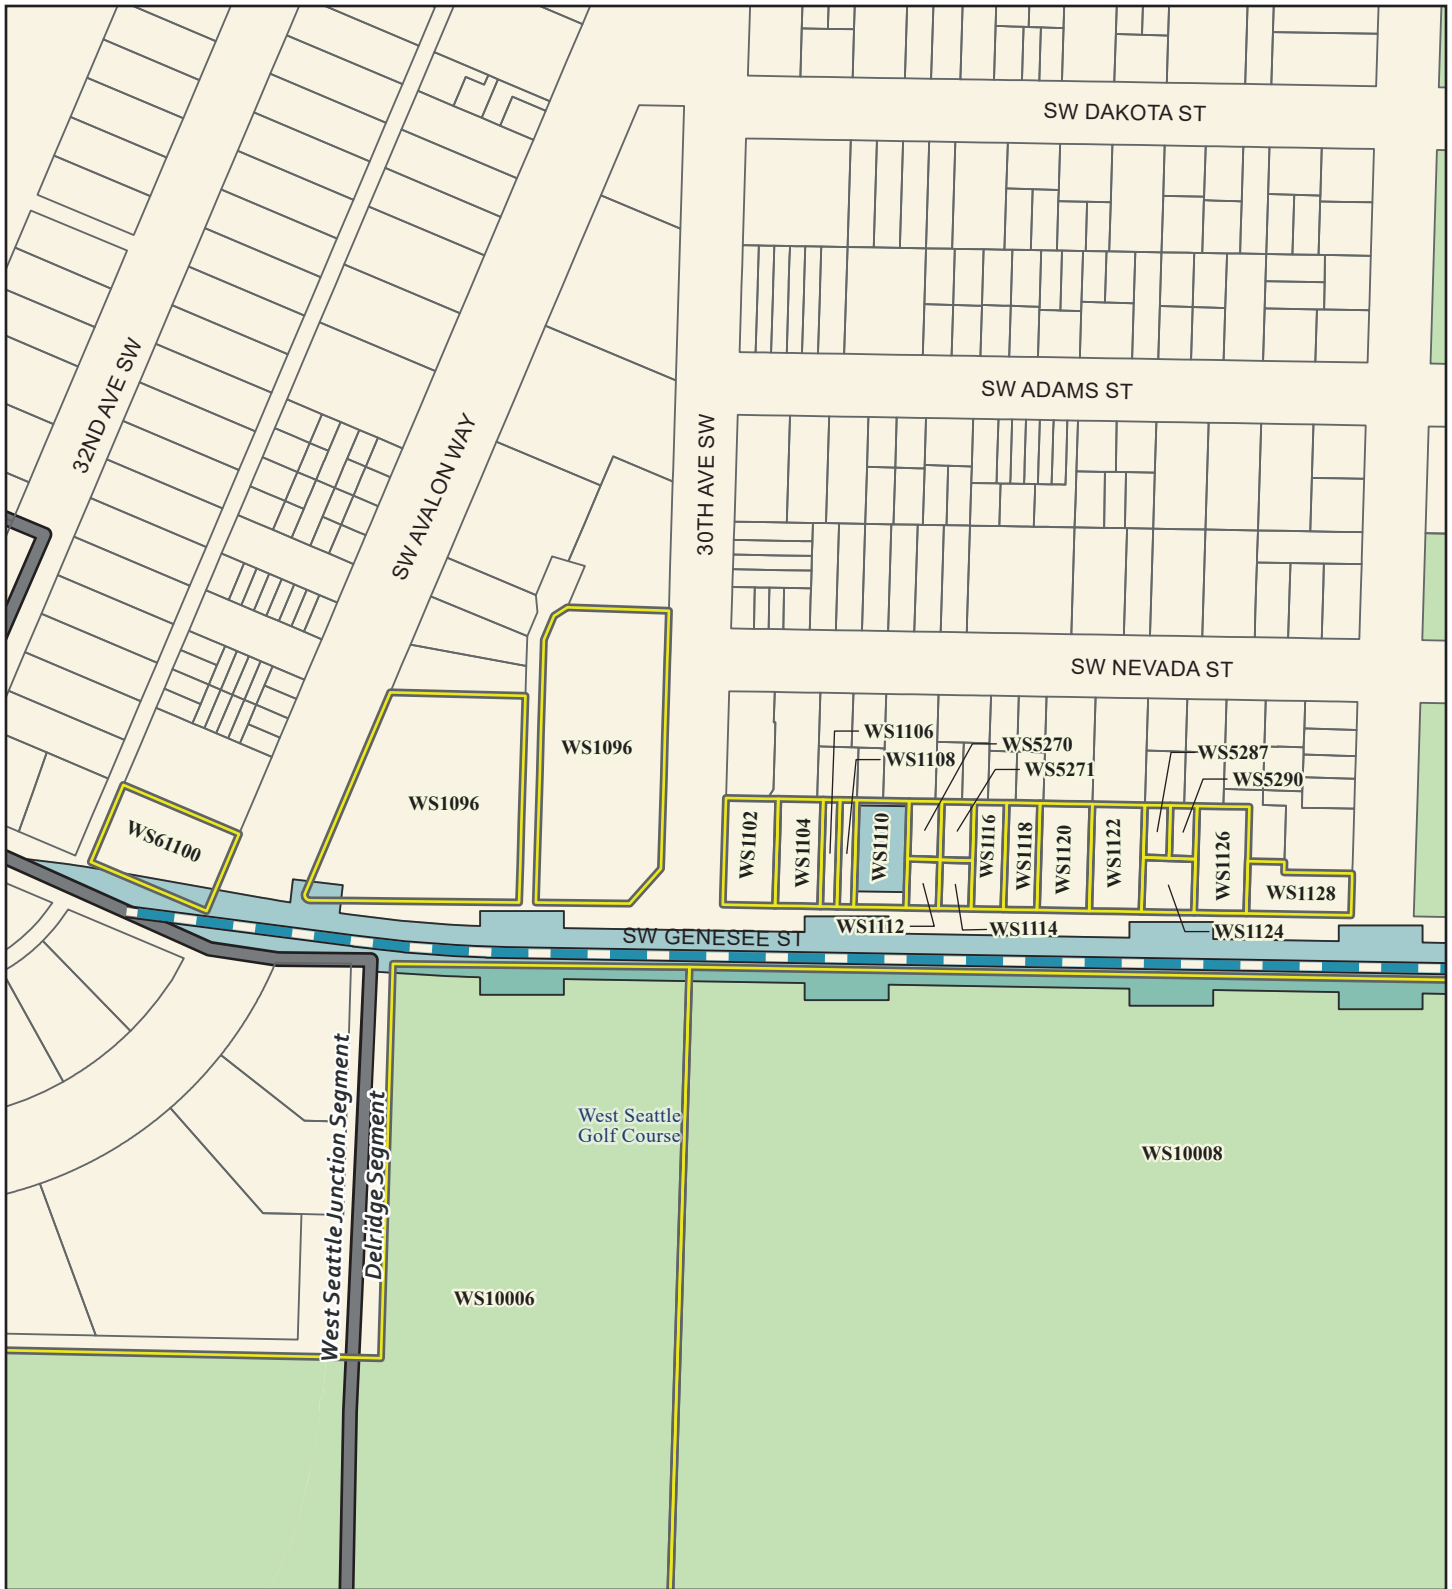 SW DAKOTA ST
SW ADAMS ST
32ND AVE SW
SW AVALON WAY
30TH AVE SW
SW NEVADA ST
WS1106
WS1108
WS5270
WS5271
WS5287
WS5290
WS1096
WS1096
WS61100
WS1102
WS1104
WS1110
WS1116
WS1118
WS1120
WS1122
WS1126
WS1128
WS1112
WS1114
WS1124
SW GENESEE ST
West Seattle Junction Segment
Delridge Segment
West Seattle
Golf Course
WS10008
WS10006